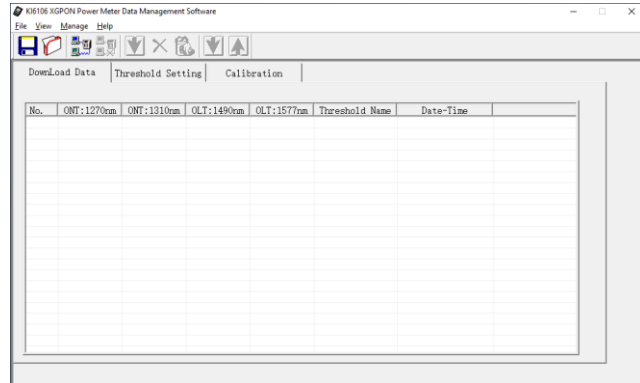 KI6106 XGPON Power Meter Data Management Software
File View Manage Help
DownLoad Data Threshold Setting Calibration
No. ONT:1270nm ONT:1310nm OLT:1490nm OLT:1577nm Threshold Name Date-Time